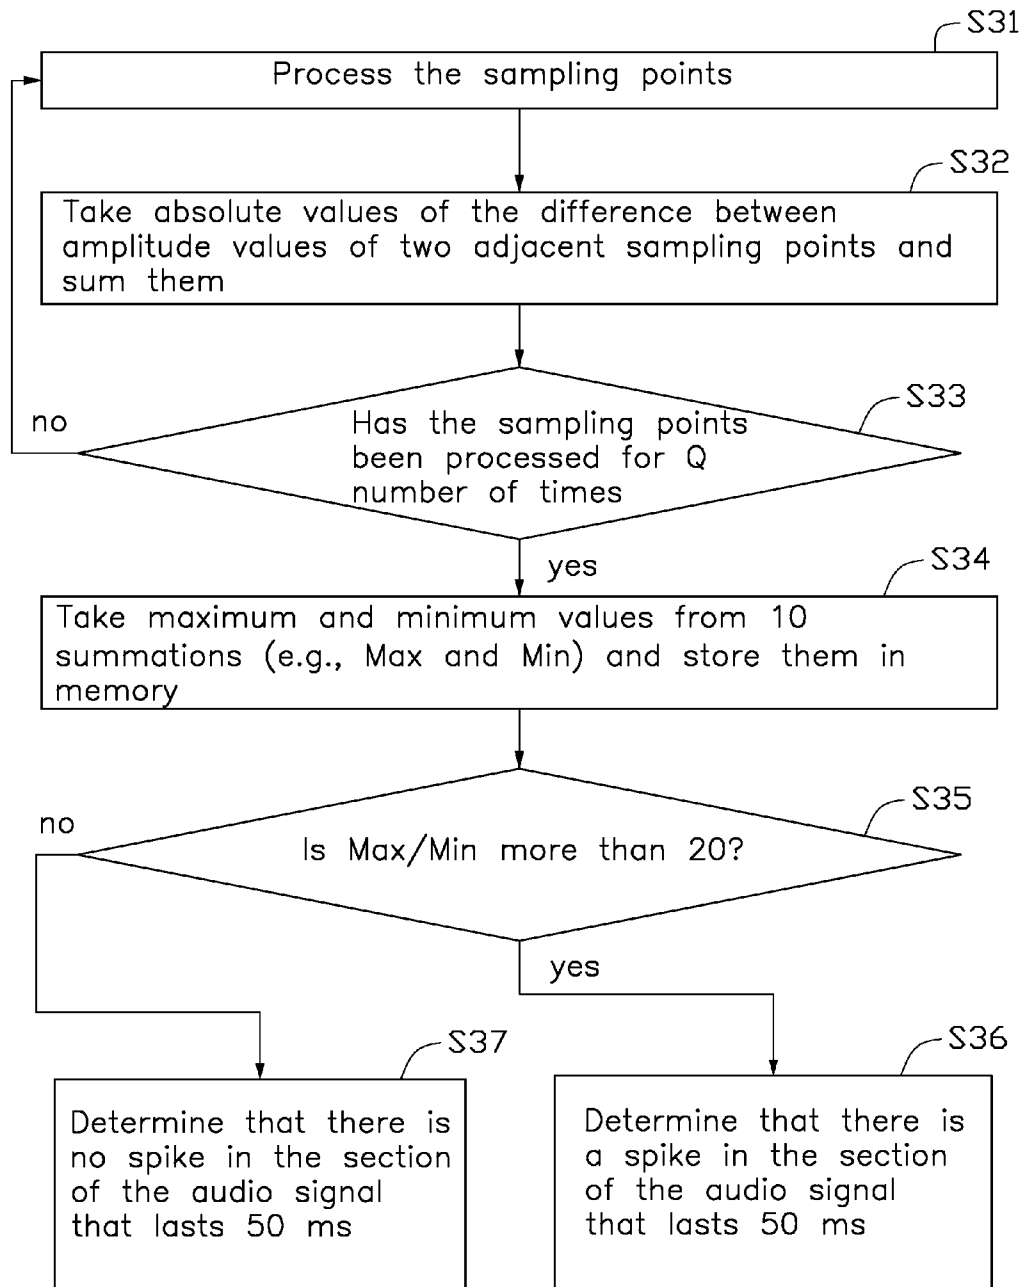 S31
Process the sampling points
S32
Take absolute values of the difference between
amplitude values of two adjacent sampling points and
sum them
S33
no
Has the sampling points
been processed for Q
number of times
yes
S34
Take maximum and minimum values from 10
summations (e.g., Max and Min) and store them in
memory
S35
no
Is Max/Min more than 20?
yes
S37
Determine that there is
no spike in the section
of the audio signal
that lasts 50 ms
S36
Determine that there is
a spike in the section
of the audio signal
that lasts 50 ms